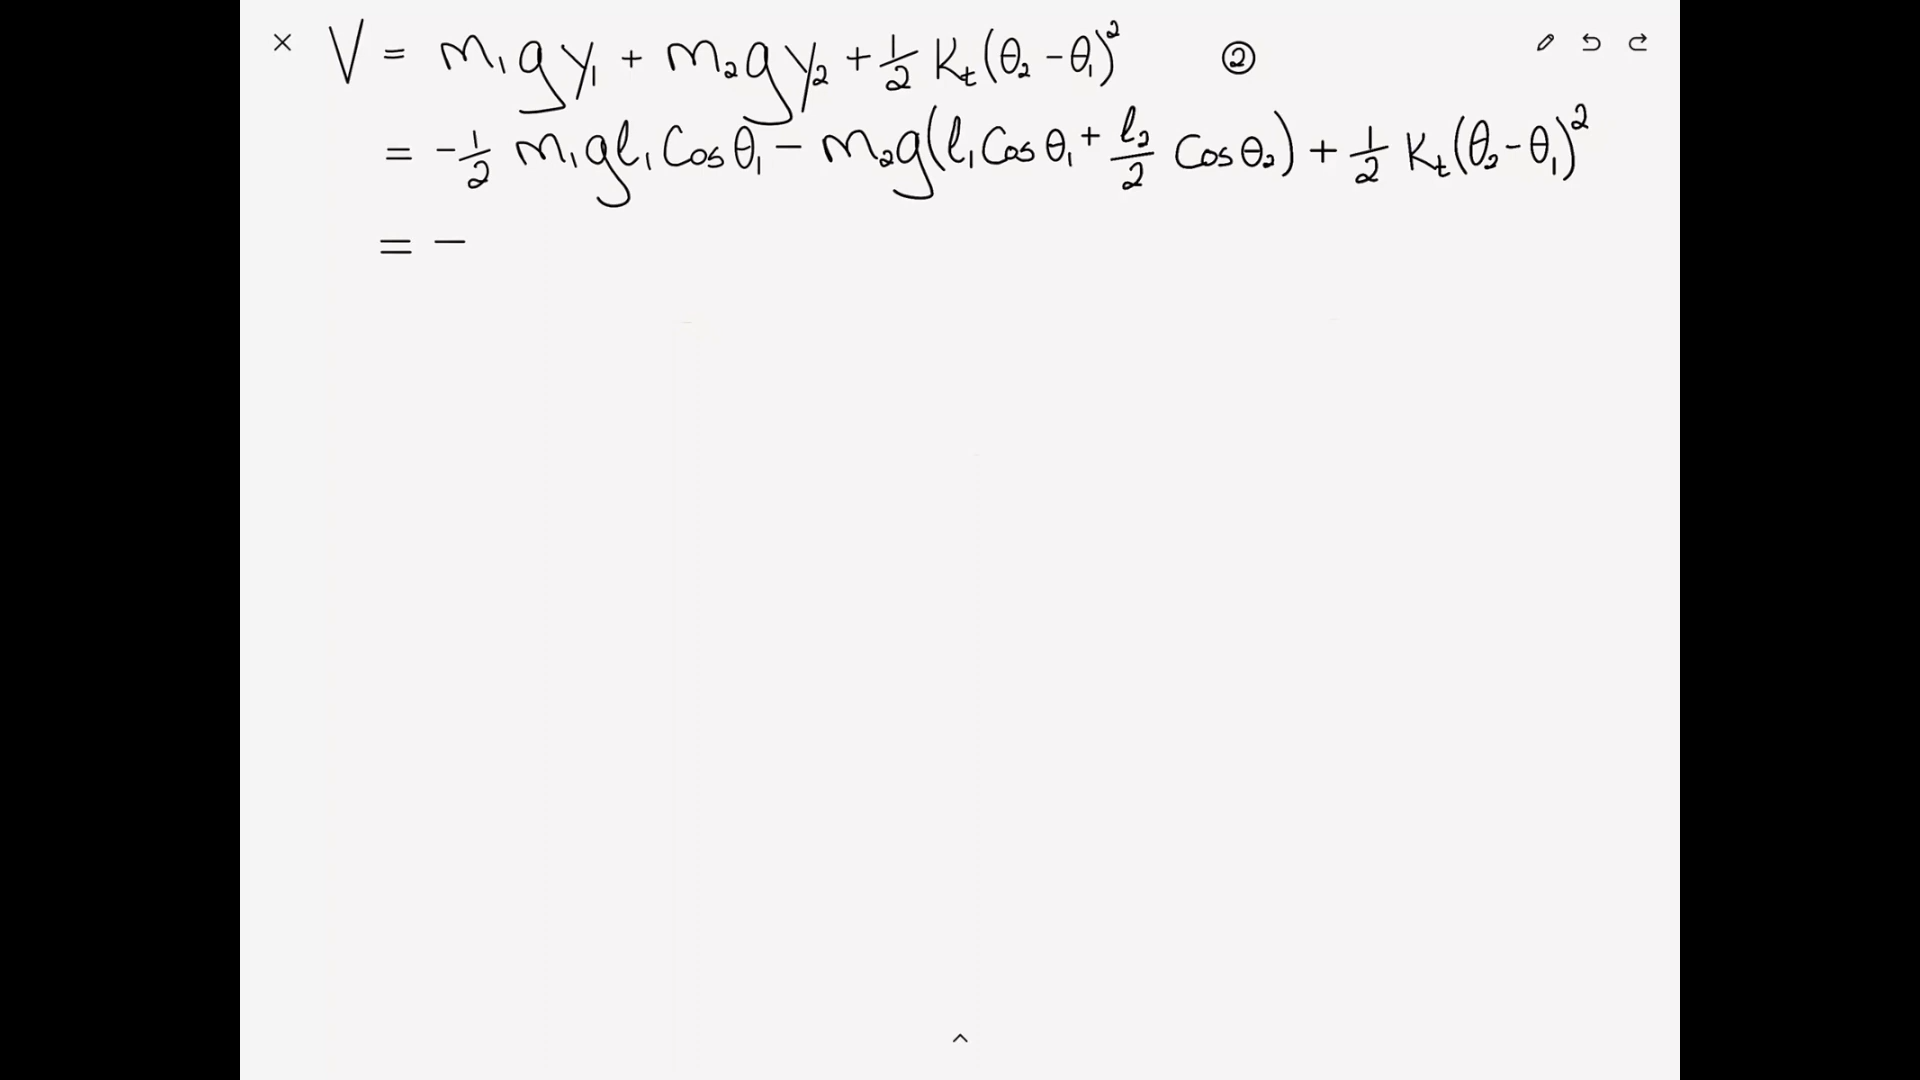 V = m₁gy₁ + m₂gy₂ + ½ Kₜ(θ₂ - θ₁)² ②
= -½ m₁gl₁ Cos θ₁ - m₂g(l₁ Cos θ₁ + l₂/2 Cos θ₂) + ½ Kₜ(θ₂ - θ₁)²
= -